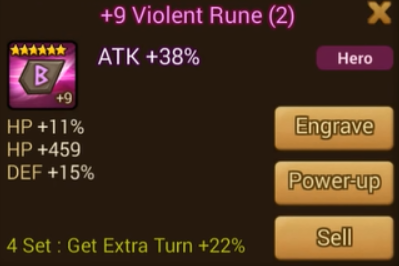 +9 Violent Rune (2)
ATK +38%
Hero
+9
HP +11%
HP +459
DEF +15%
Engrave
Power-up
Sell
4 Set : Get Extra Turn +22%